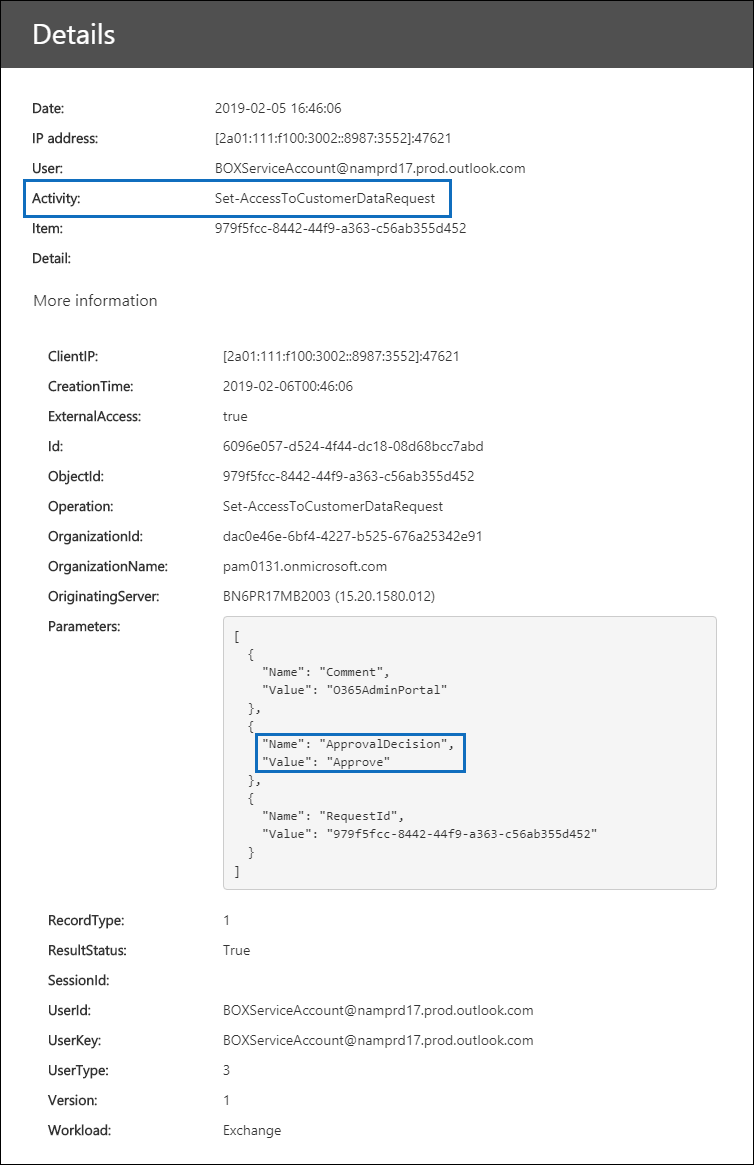 Details
Date: 2019-02-05 16:46:06
IP address: [2a01:111:f100:3002::8987:3552]:47621
User: BOXServiceAccount@namprd17.prod.outlook.com
Activity: Set-AccessToCustomerDataRequest
Item: 979f5fcc-8442-44f9-a363-c56ab355d452
Detail:
More information
ClientIP: [2a01:111:f100:3002::8987:3552]:47621
CreationTime: 2019-02-06T00:46:06
ExternalAccess: true
Id: 6096e057-d524-4f44-dc18-08d68bcc7abd
ObjectId: 979f5fcc-8442-44f9-a363-c56ab355d452
Operation: Set-AccessToCustomerDataRequest
OrganizationId: dac0e46e-6bf4-4227-b525-676a25342e91
OrganizationName: pam0131.onmicrosoft.com
OriginatingServer: BN6PR17MB2003 (15.20.1580.012)
Parameters:
[
{
"Name": "Comment",
"Value": "O365AdminPortal"
},
{
"Name": "ApprovalDecision",
"Value": "Approve"
},
{
"Name": "RequestId",
"Value": "979f5fcc-8442-44f9-a363-c56ab355d452"
}
]
RecordType: 1
ResultStatus: True
SessionId:
UserId: BOXServiceAccount@namprd17.prod.outlook.com
UserKey: BOXServiceAccount@namprd17.prod.outlook.com
UserType: 3
Version: 1
Workload: Exchange